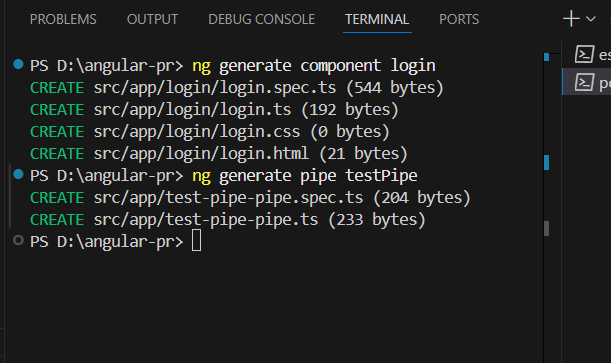 PROBLEMS OUTPUT DEBUG CONSOLE TERMINAL PORTS
PS D:\angular-pr> ng generate component login
CREATE src/app/login/login.spec.ts (544 bytes)
CREATE src/app/login/login.ts (192 bytes)
CREATE src/app/login/login.css (0 bytes)
CREATE src/app/login/login.html (21 bytes)
PS D:\angular-pr> ng generate pipe testPipe
CREATE src/app/test-pipe-pipe.spec.ts (204 bytes)
CREATE src/app/test-pipe-pipe.ts (233 bytes)
PS D:\angular-pr>